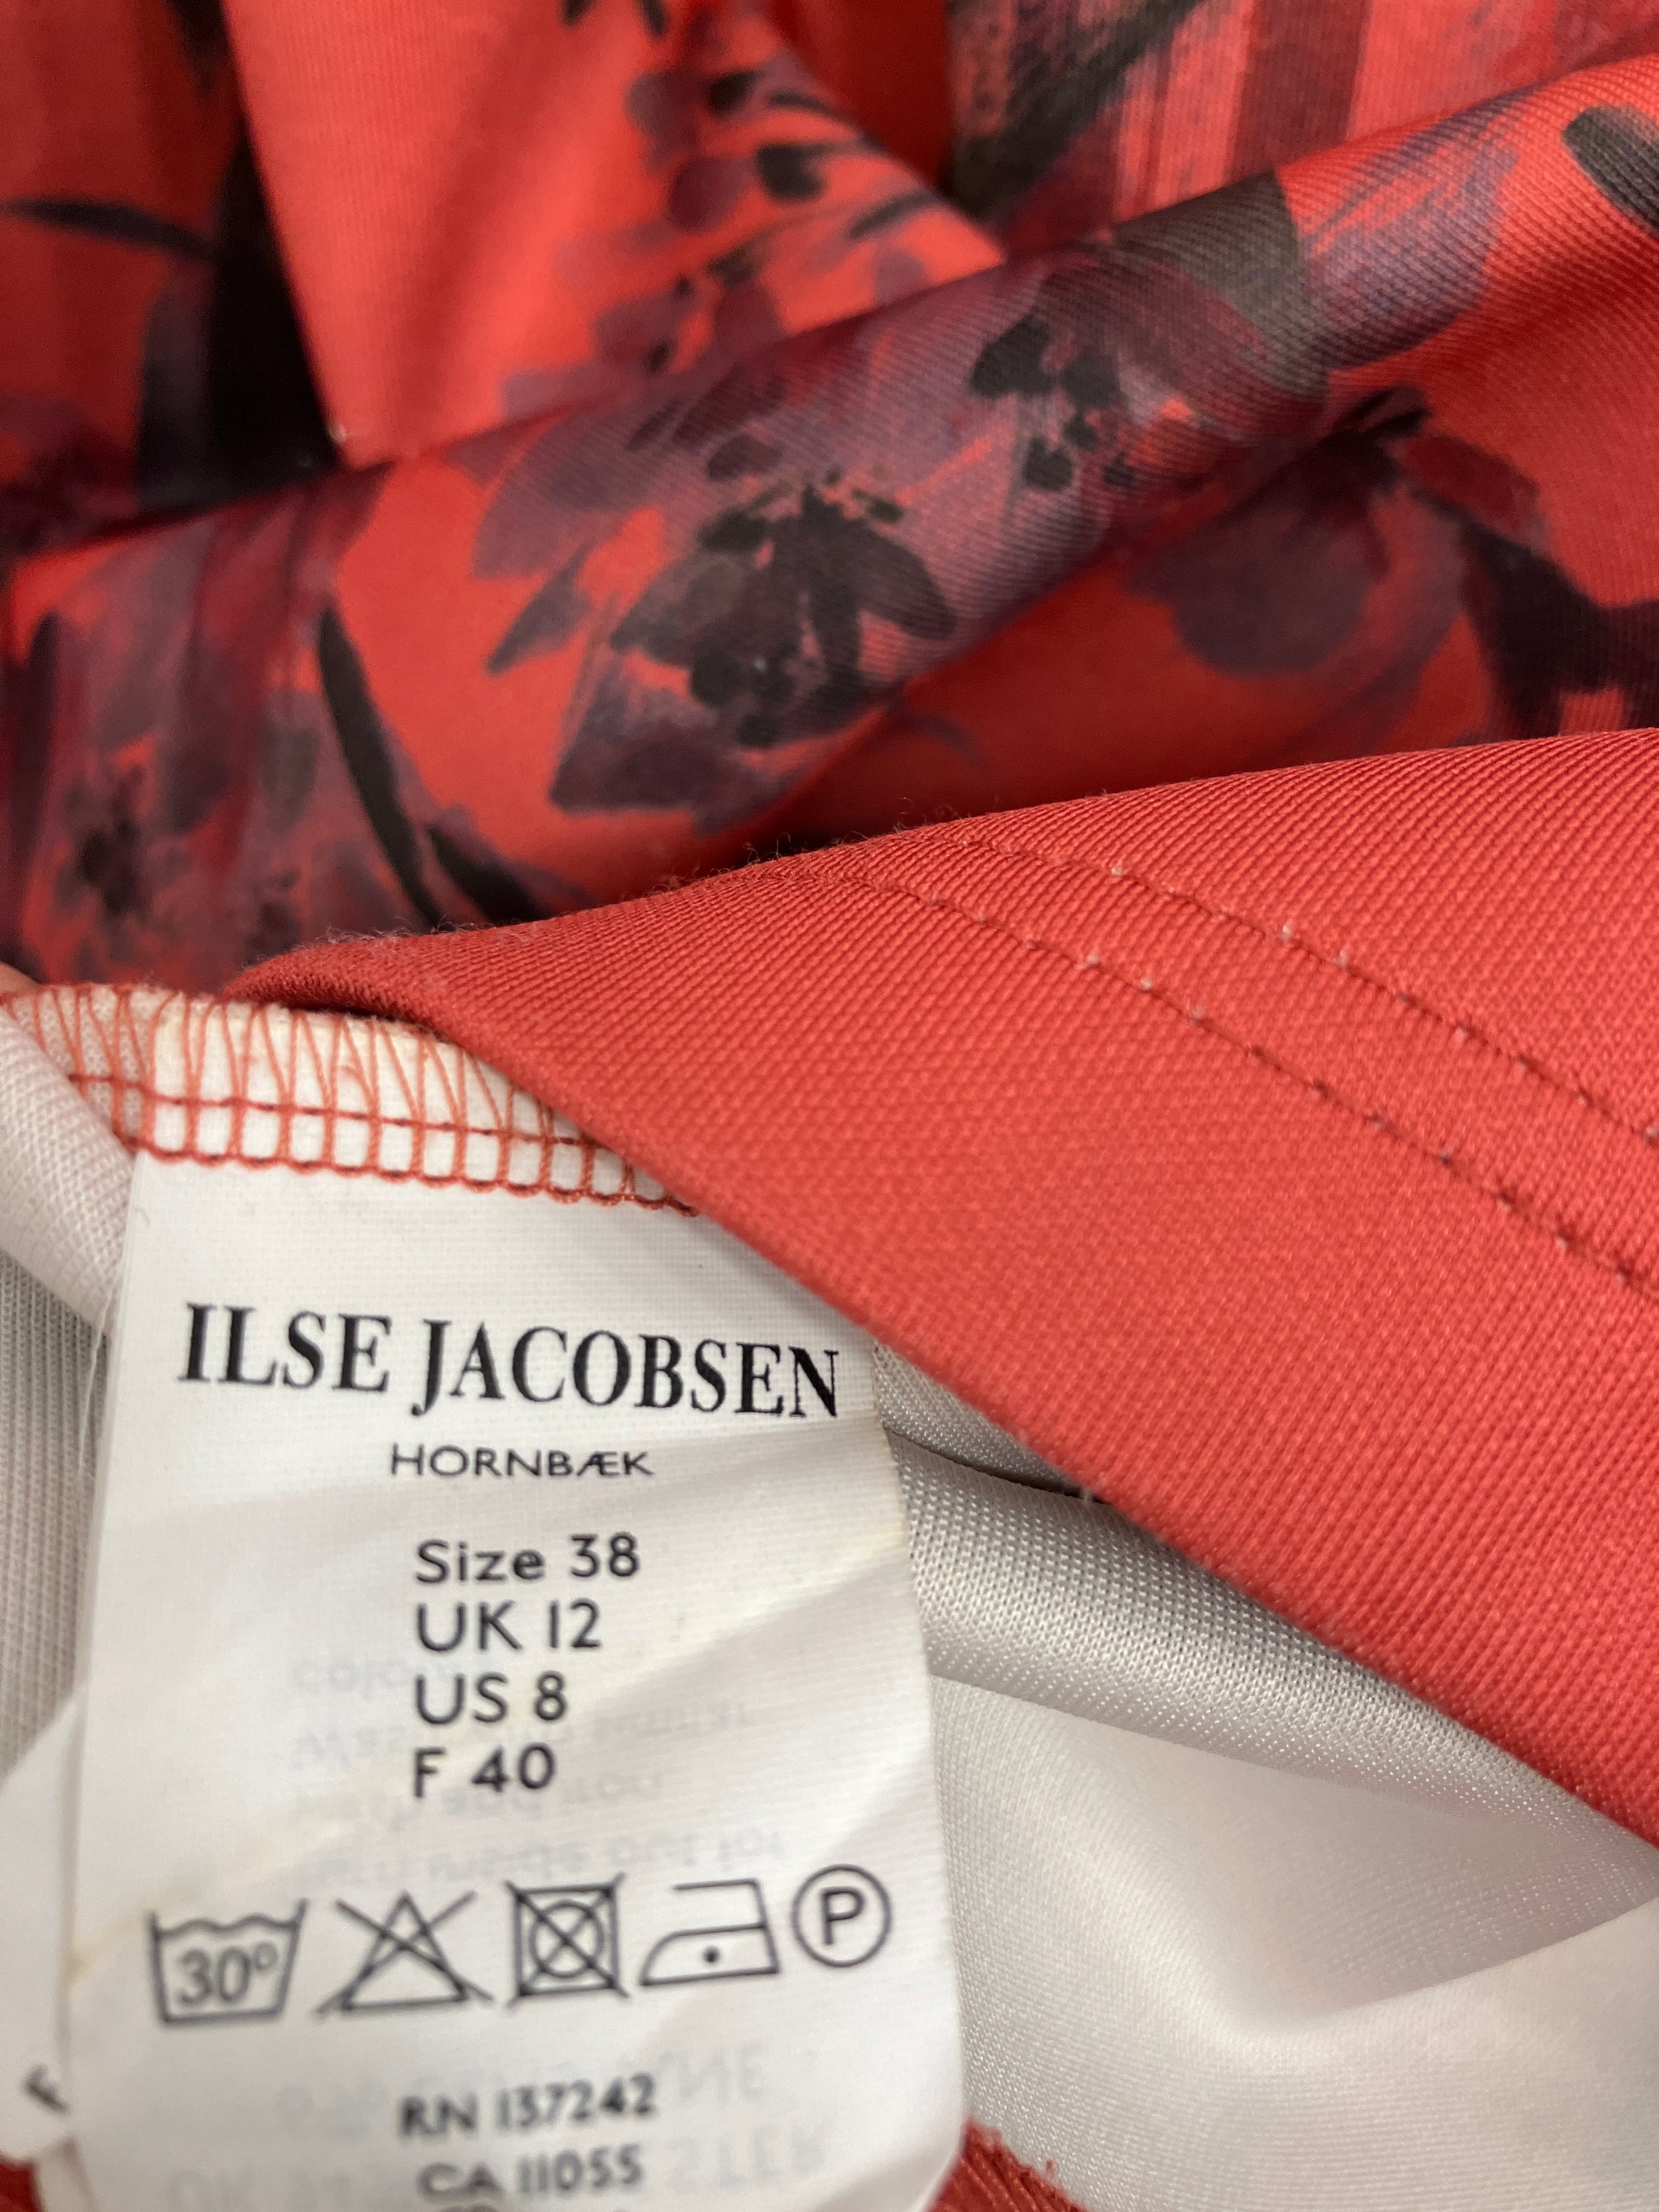 ILSE JACOBSEN
HORNBÆK
Size 38
UK 12
US 8
F 40
30°
P
RN 137242
CA 11055